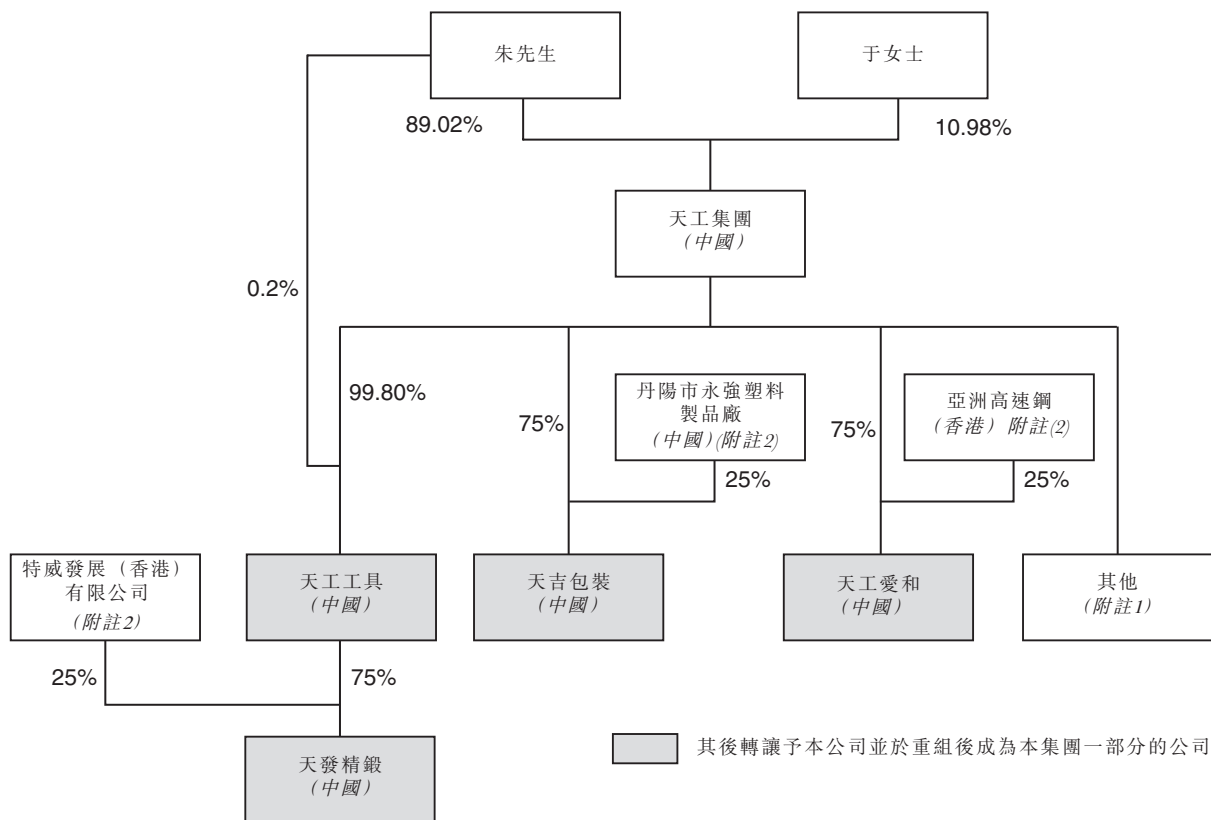 朱先生
于女士
89.02%
10.98%
天工集團
（中國）
0.2%
99.80%
75%
丹陽市永強塑料
製品廠
（中國）(附註2)
25%
75%
亞洲高速鋼
（香港）附註(2)
25%
特威發展（香港）
有限公司
（附註2）
天工工具
（中國）
天吉包裝
（中國）
天工愛和
（中國）
其他
（附註1）
25%
75%
天發精鍛
（中國）
其後轉讓予本公司並於重組後成為本集團一部分的公司